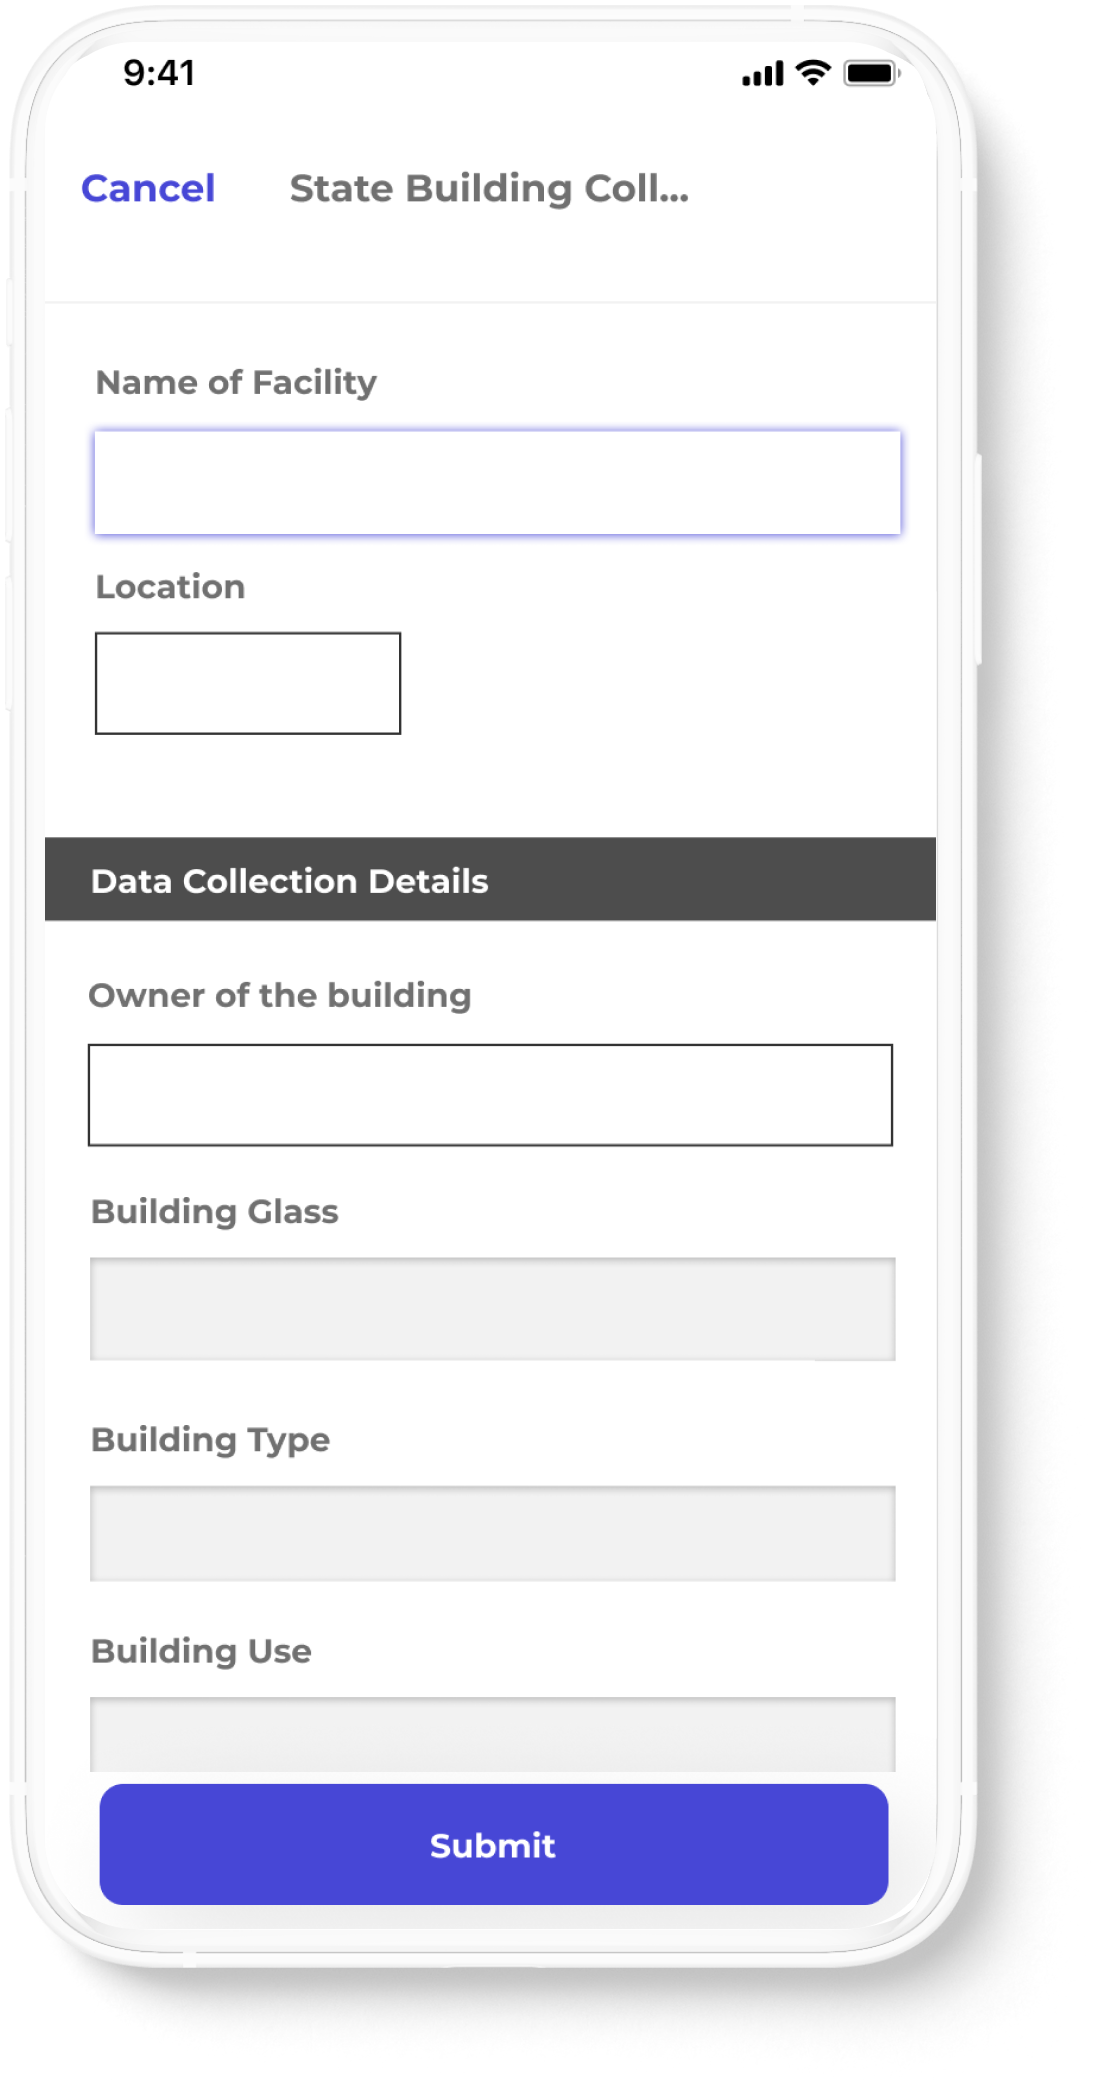 9:41
Cancel State Building Coll...
Name of Facility
Location
Data Collection Details
Owner of the building
Building Glass
Building Type
Building Use
Submit